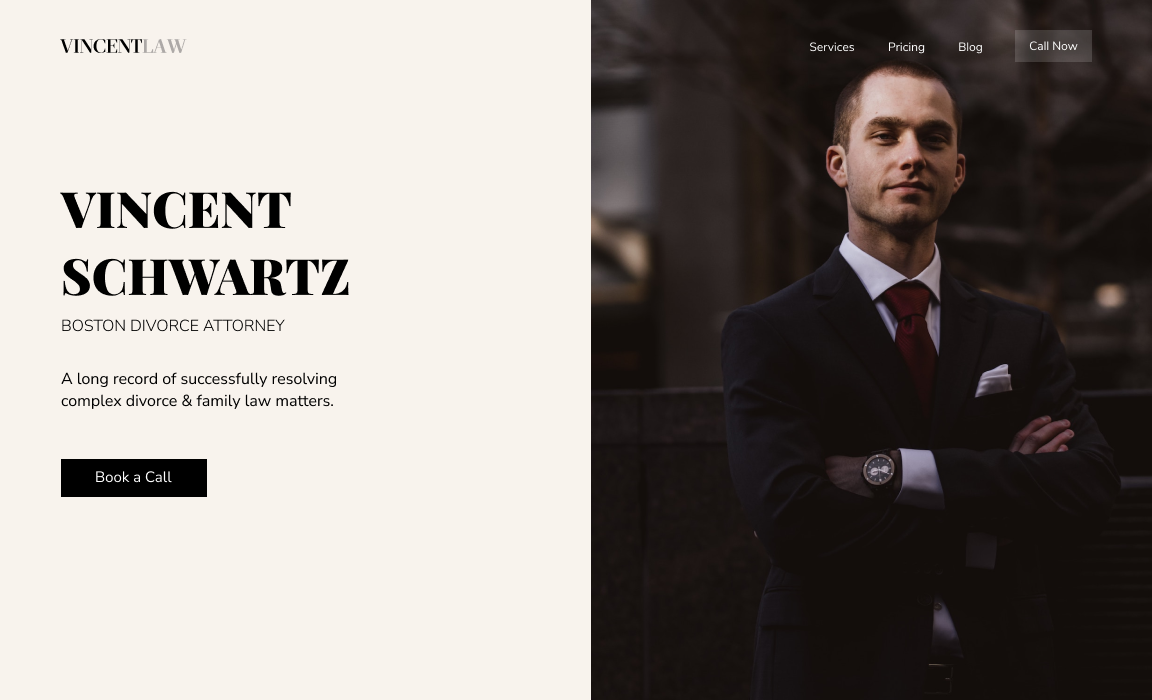 VINCENTLAW
Services Pricing Blog Call Now
VINCENT
SCHWARTZ
BOSTON DIVORCE ATTORNEY
A long record of successfully resolving
complex divorce & family law matters.
Book a Call